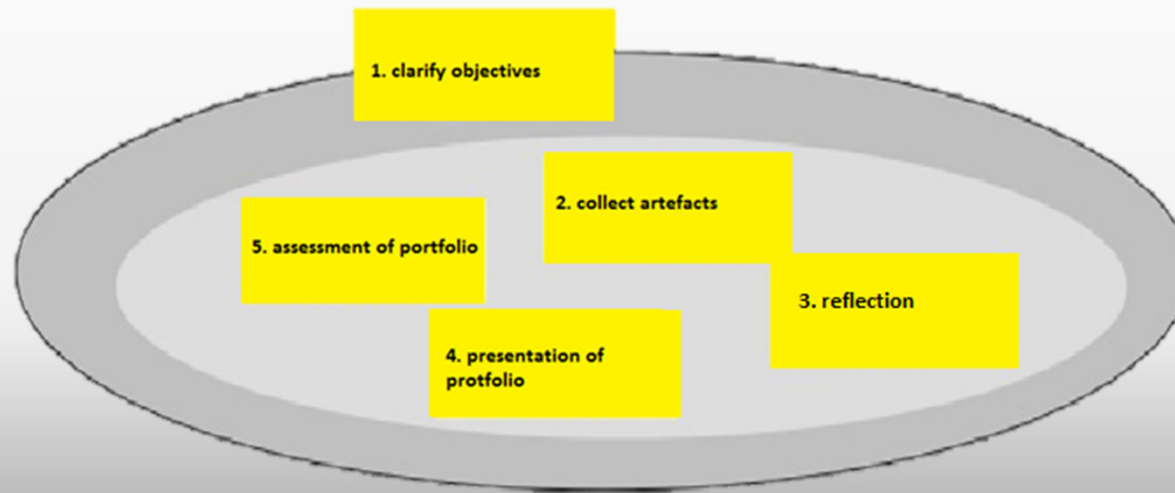 1. clarify objectives
2. collect artefacts
3. reflection
4. presentation of
protfolio
5. assessment of portfolio